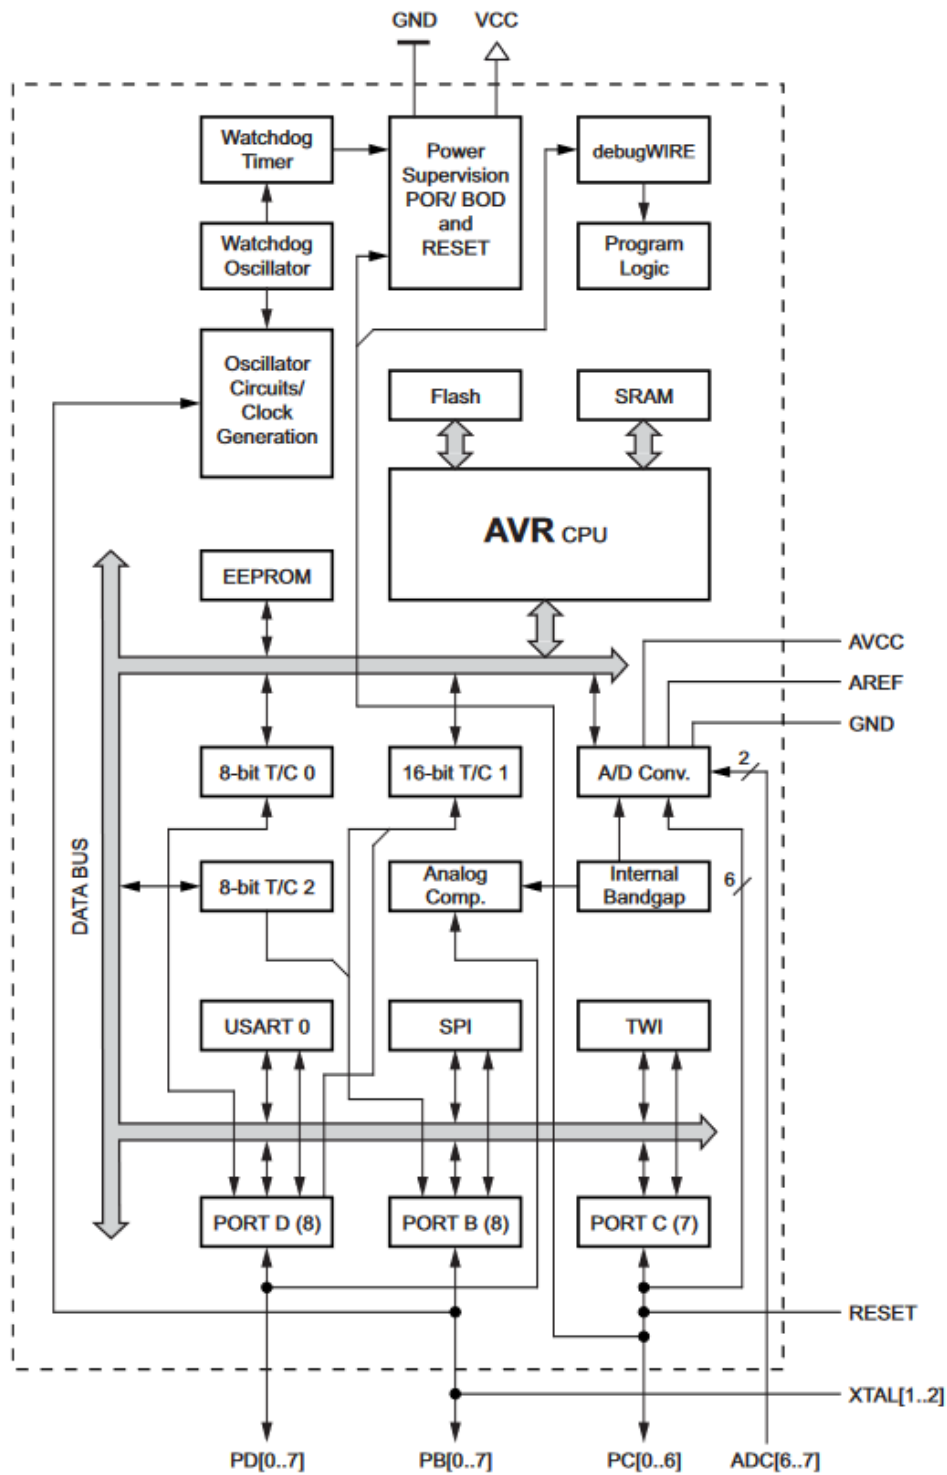 GND
VCC
Watchdog
Timer
Power
Supervision
POR/ BOD
and
RESET
debugWIRE
Watchdog
Oscillator
Program
Logic
Oscillator
Circuits/
Clock
Generation
Flash
SRAM
AVR CPU
EEPROM
AVCC
AREF
GND
8-bit T/C 0
16-bit T/C 1
A/D Conv.
2
DATA BUS
8-bit T/C 2
Analog
Comp.
Internal
Bandgap
6
USART 0
SPI
TWI
PORT D (8)
PORT B (8)
PORT C (7)
RESET
XTAL[1..2]
PD[0..7]
PB[0..7]
PC[0..6]
ADC[6..7]